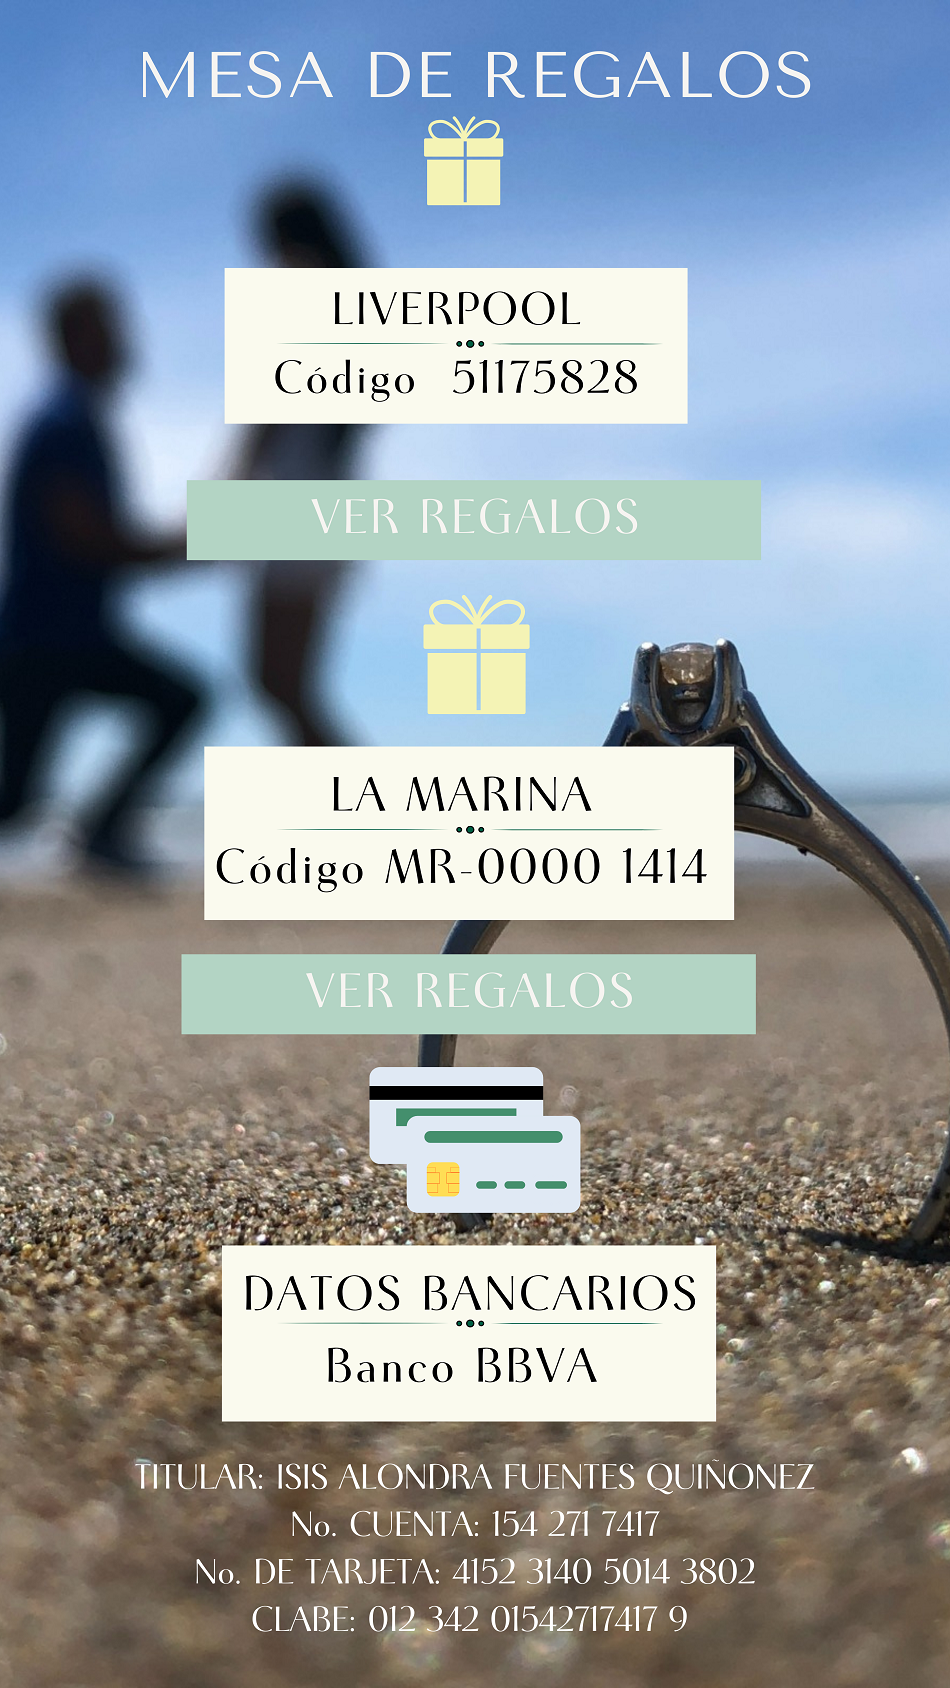 MESA DE REGALOS
LIVERPOOL
Código 51175828
VER REGALOS
LA MARINA
Código MR-0000 1414
VER REGALOS
DATOS BANCARIOS
Banco BBVA
TITULAR: ISIS ALONDRA FUENTES QUIÑONEZ
No. CUENTA: 154 271 7417
No. DE TARJETA: 4152 3140 5014 3802
CLABE: 012 342 01542717417 9